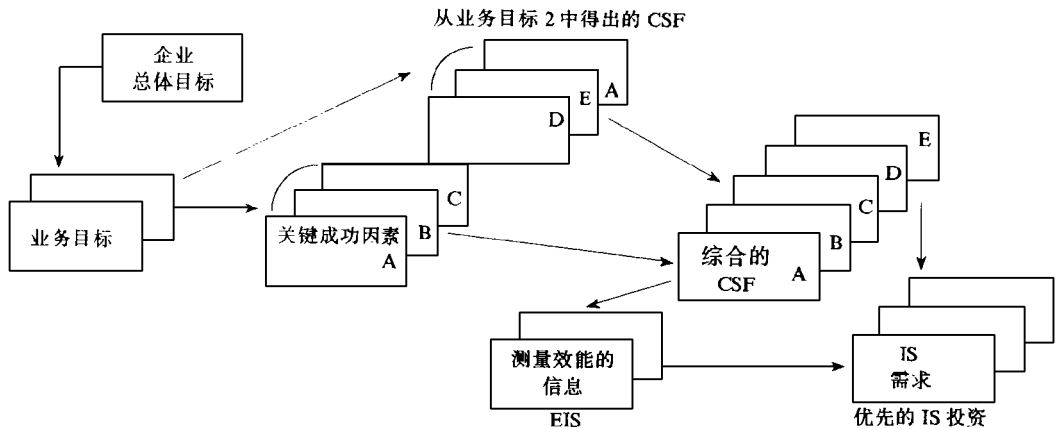 从业务目标 2 中得出的 CSF
企业
总体目标
A
E
D
E
D
C
B
综合的
CSF
A
C
B
关键成功因素
A
业务目标
测量效能的
信息
EIS
IS
需求
优先的 IS 投资